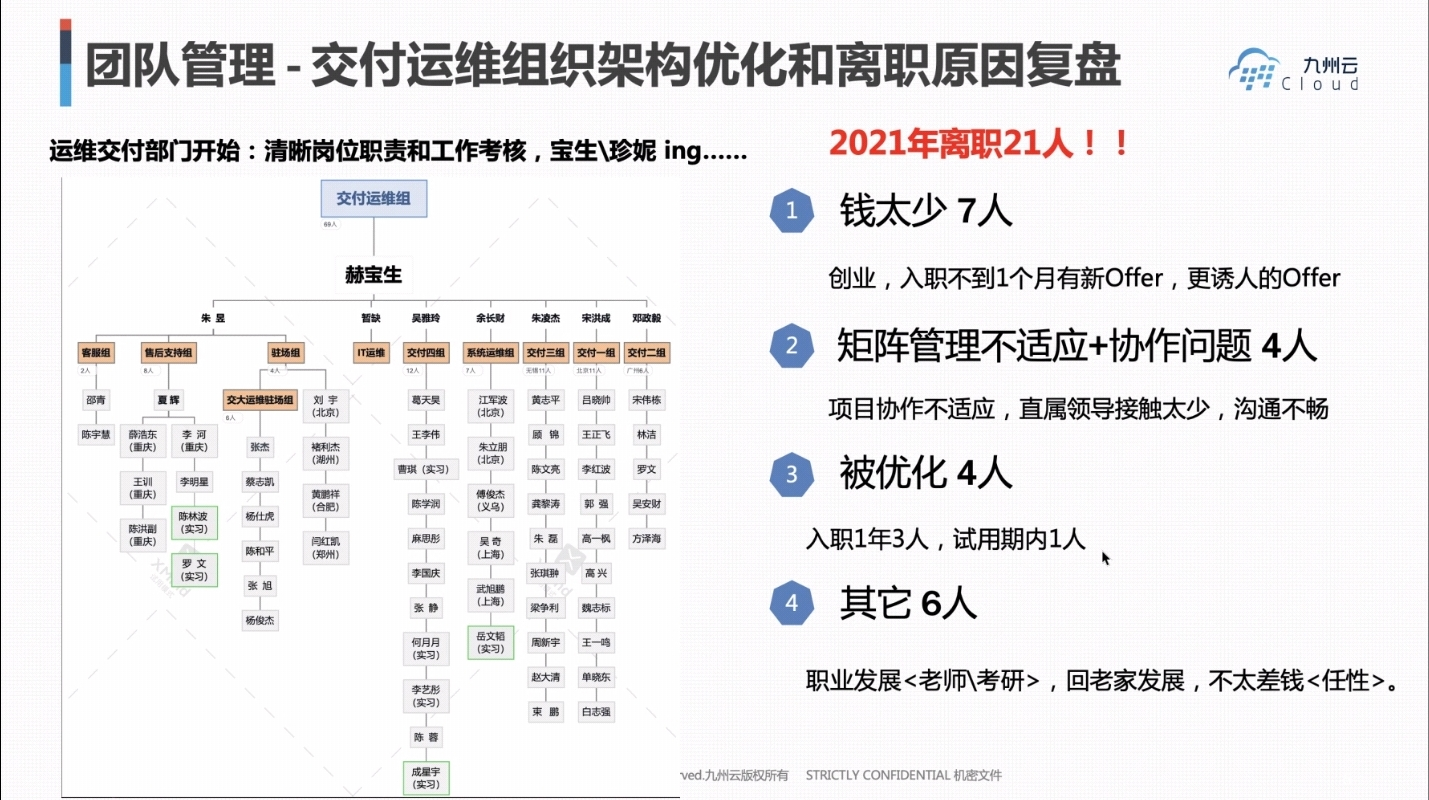 团队管理 - 交付运维组织架构优化和离职原因复盘
九州云
Cloud
运维交付部门开始：清晰岗位职责和工作考核，宝生\珍妮 ing......
2021年离职21人！！
交付运维组
69人
赫宝生
朱 昱
暂缺
吴雅玲
余长财
朱凌杰
宋洪成
邓政毅
客服组
售后支持组
驻场组
IT运维
交付四组
系统运维组
交付三组
交付一组
交付二组
2人
8人
4人
12人
7人
无锡11人
北京11人
广州6人
邵青
陈宇慧
夏 辉
薛浩东
(重庆)
王训
(重庆)
陈洪副
(重庆)
李 河
(重庆)
李明星
陈林波
(实习)
罗 文
(实习)
交大运维驻场组
6人
张杰
蔡志凯
杨仕虎
陈和平
张 旭
杨俊杰
刘 宇
(北京)
褚利杰
(湖州)
黄鹏祥
(合肥)
闫红凯
(郑州)
葛天昊
王李伟
曹琪（实习）
陈学润
麻思彤
李国庆
张 静
何月月
(实习)
李艺彤
(实习)
陈 蓉
成星宇
(实习)
江军波
(北京)
朱立朋
(北京)
傅俊杰
(义乌)
吴 奇
(上海)
武旭鹏
(上海)
岳文韬
(实习)
黄志平
顾 锦
陈文亮
龚黎涛
朱 磊
张琪翀
梁争利
周新宇
赵大清
束 鹏
吕晓帅
王正飞
李红波
郭 强
高一枫
高 兴
魏志标
王一鸣
单晓东
白志强
宋伟栋
林洁
罗文
吴安财
方泽海
1
钱太少 7人
创业，入职不到1个月有新Offer，更诱人的Offer
2
矩阵管理不适应+协作问题 4人
项目协作不适应，直属领导接触太少，沟通不畅
3
被优化 4人
入职1年3人，试用期内1人
4
其它 6人
职业发展<老师\考研>，回老家发展，不太差钱<任性>。
ved.九州云版权所有 STRICTLY CONFIDENTIAL 机密文件